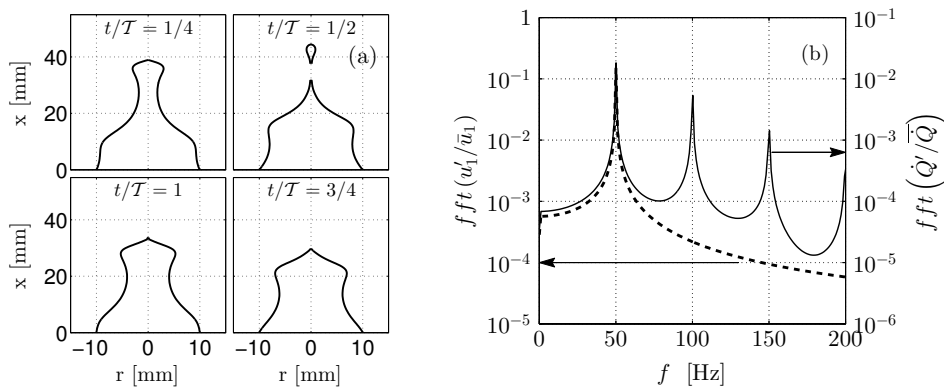 t/𝒯 = 1/4
t/𝒯 = 1/2
(a)
40
20
0
x [mm]
t/𝒯 = 1
t/𝒯 = 3/4
40
20
0
x [mm]
−10 0 10
−10 0 10
r [mm]
r [mm]
(b)
1
10⁻¹
10⁻²
10⁻³
10⁻⁴
10⁻⁵
fft (u′₁/ū₁)
10⁻¹
10⁻²
10⁻³
10⁻⁴
10⁻⁵
10⁻⁶
fft (Q̇′/Q̇̅)
0 50 100 150 200
f [Hz]